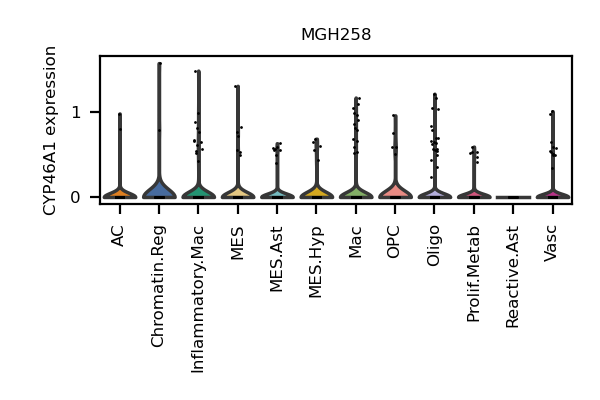 MGH258
CYP46A1 expression
1
0
AC
Chromatin.Reg
Inflammatory.Mac
MES
MES.Ast
MES.Hyp
Mac
OPC
Oligo
Prolif.Metab
Reactive.Ast
Vasc